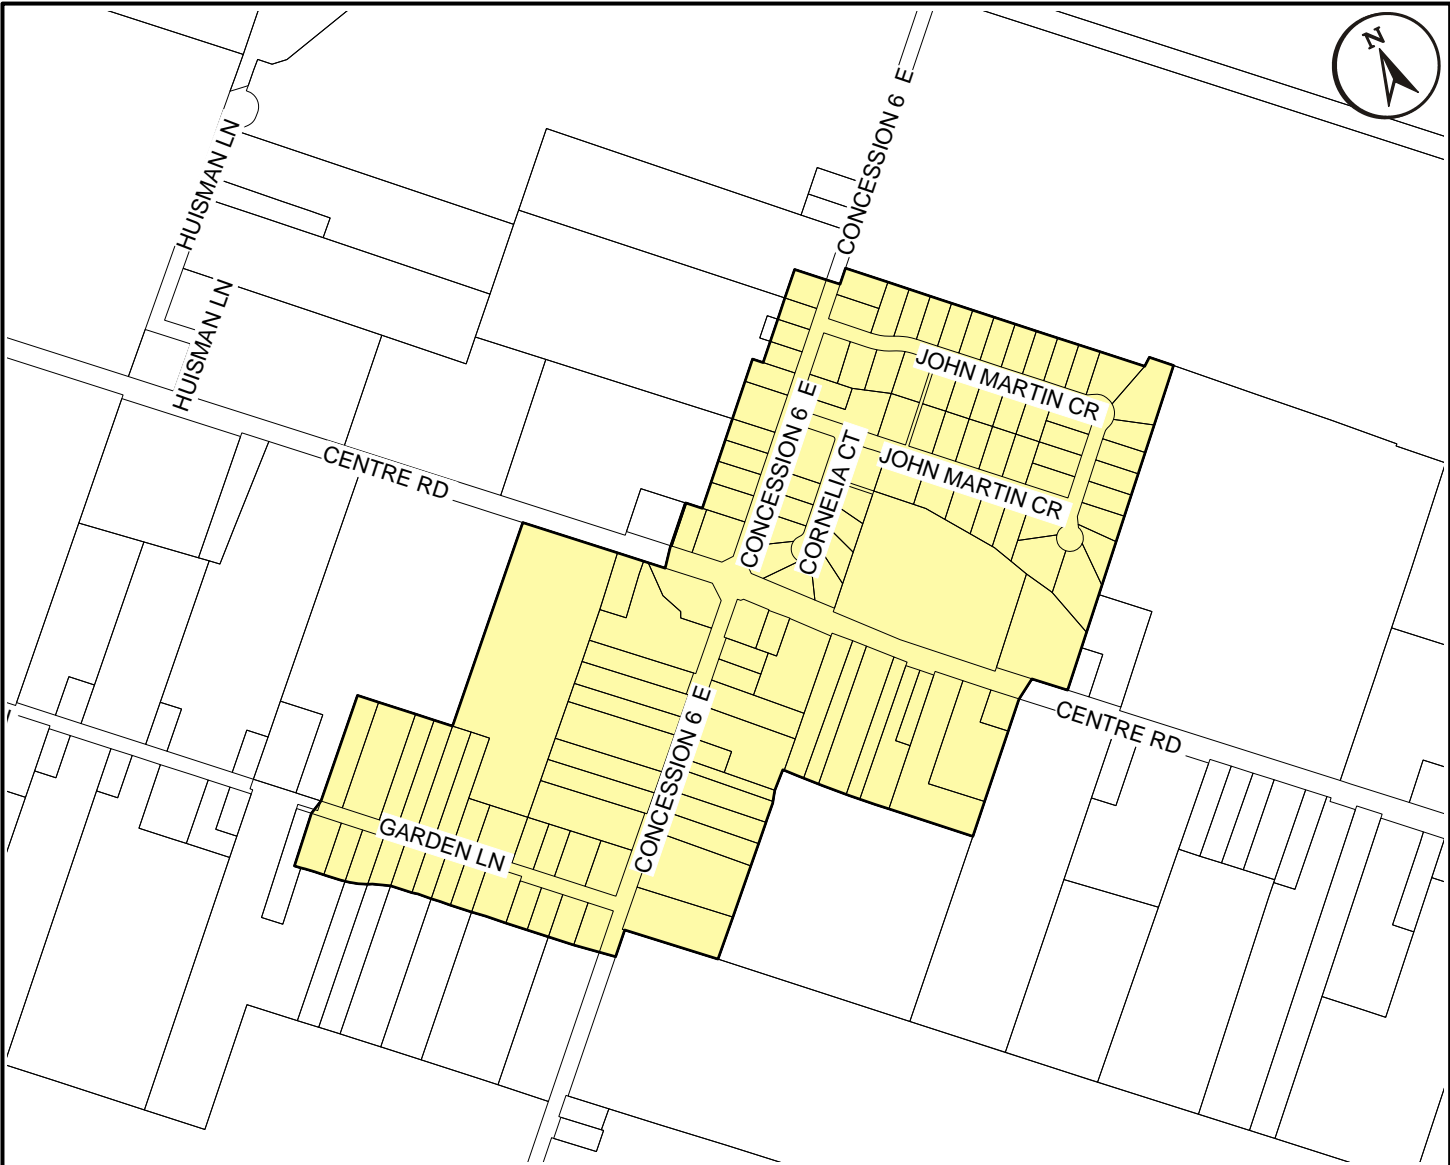 N
CONCESSION 6 E
HUISMAN LN
HUISMAN LN
JOHN MARTIN CR
CONCESSION 6 E
CORNELIA CT
JOHN MARTIN CR
CENTRE RD
CONCESSION 6 E
CENTRE RD
GARDEN LN